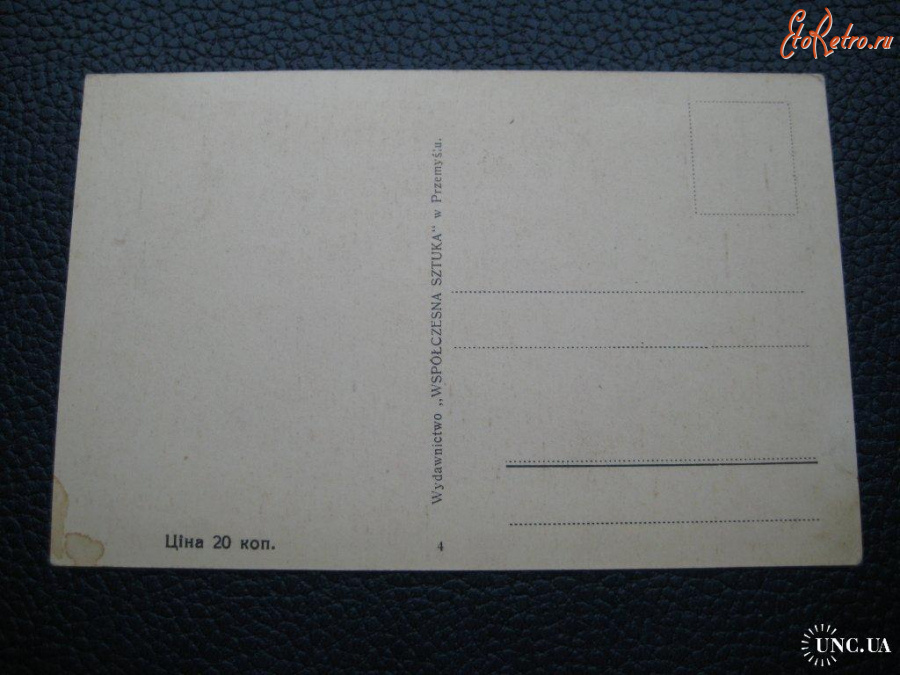 EtoRetro.ru
Wydawnictwo „WSPÓŁCZESNA SZTUKA“ w Przemyślu.
Ціна 20 коп.
4
UNC.UA